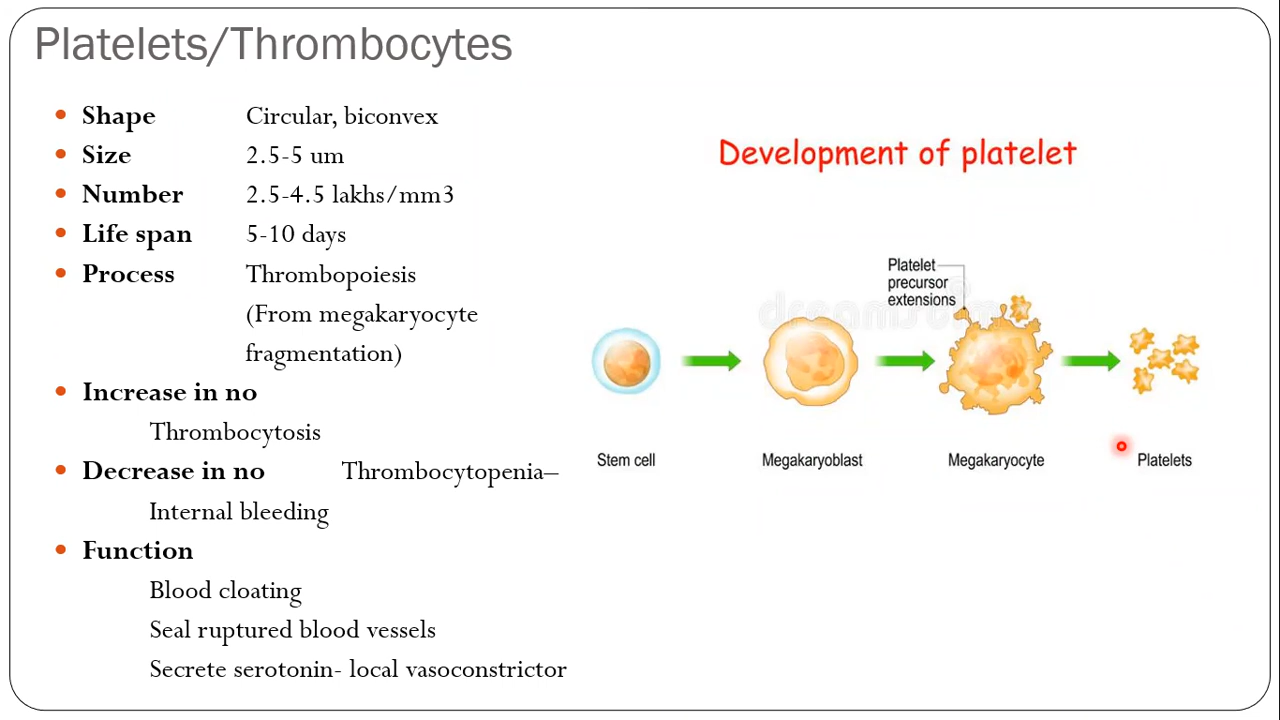 Platelets/Thrombocytes
• Shape Circular, biconvex
• Size 2.5-5 um
• Number 2.5-4.5 lakhs/mm3
• Life span 5-10 days
• Process Thrombopoiesis
(From megakaryocyte
fragmentation)
• Increase in no
Thrombocytosis
• Decrease in no Thrombocytopenia–
Internal bleeding
• Function
Blood cloating
Seal ruptured blood vessels
Secrete serotonin- local vasoconstrictor
Development of platelet
Platelet
precursor
extensions
Stem cell Megakaryoblast Megakaryocyte Platelets